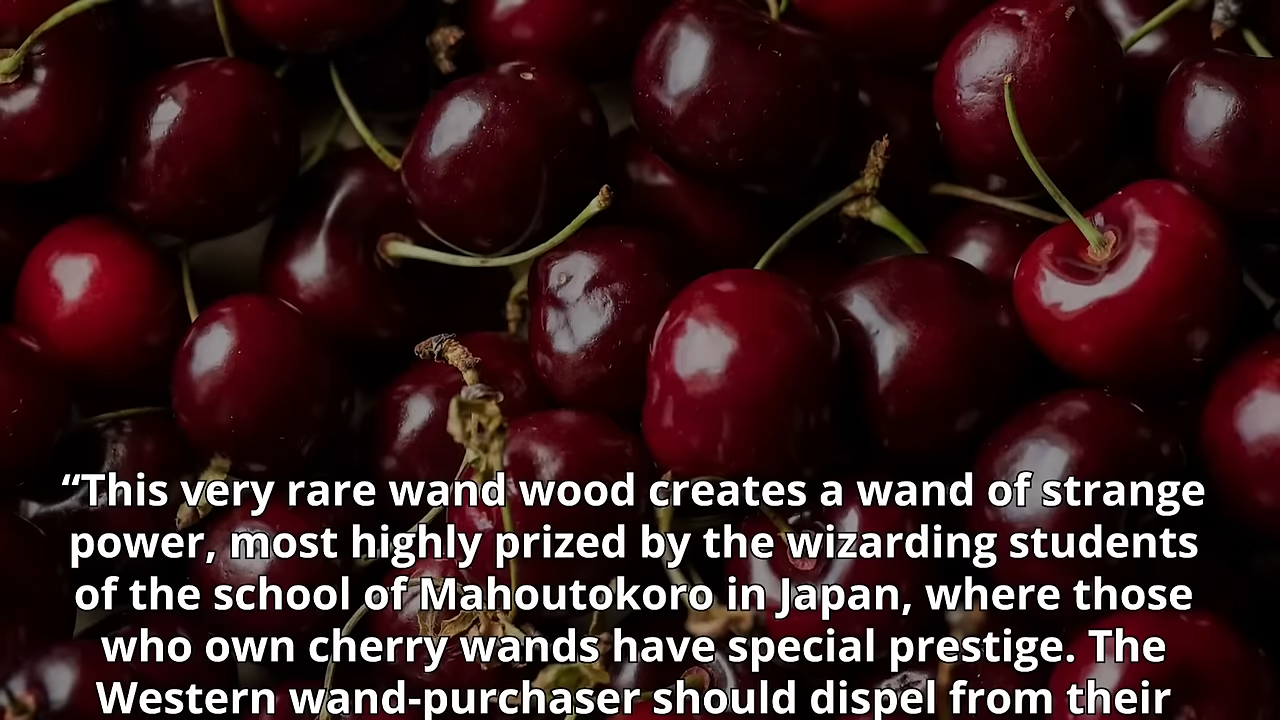 “This very rare wand wood creates a wand of strange
power, most highly prized by the wizarding students
of the school of Mahoutokoro in Japan, where those
who own cherry wands have special prestige. The
Western wand-purchaser should dispel from their